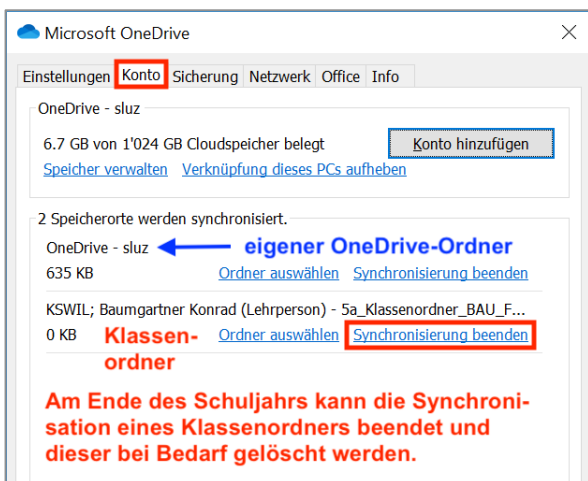 Microsoft OneDrive
Einstellungen Konto Sicherung Netzwerk Office Info
OneDrive - sluz
6.7 GB von 1'024 GB Cloudspeicher belegt Konto hinzufügen
Speicher verwalten Verknüpfung dieses PCs aufheben
2 Speicherorte werden synchronisiert.
OneDrive - sluz eigener OneDrive-Ordner
635 KB Ordner auswählen Synchronisierung beenden
KSWIL; Baumgartner Konrad (Lehrperson) - 5a_Klassenordner_BAU_F...
0 KB Klassen- Ordner auswählen Synchronisierung beenden
ordner
Am Ende des Schuljahrs kann die Synchroni-
sation eines Klassenordners beendet und
dieser bei Bedarf gelöscht werden.